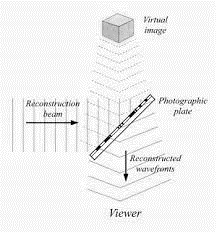 Virtual
image
Photographic
plate
Reconstruction
beam
Reconstructed
wavefronts
Viewer